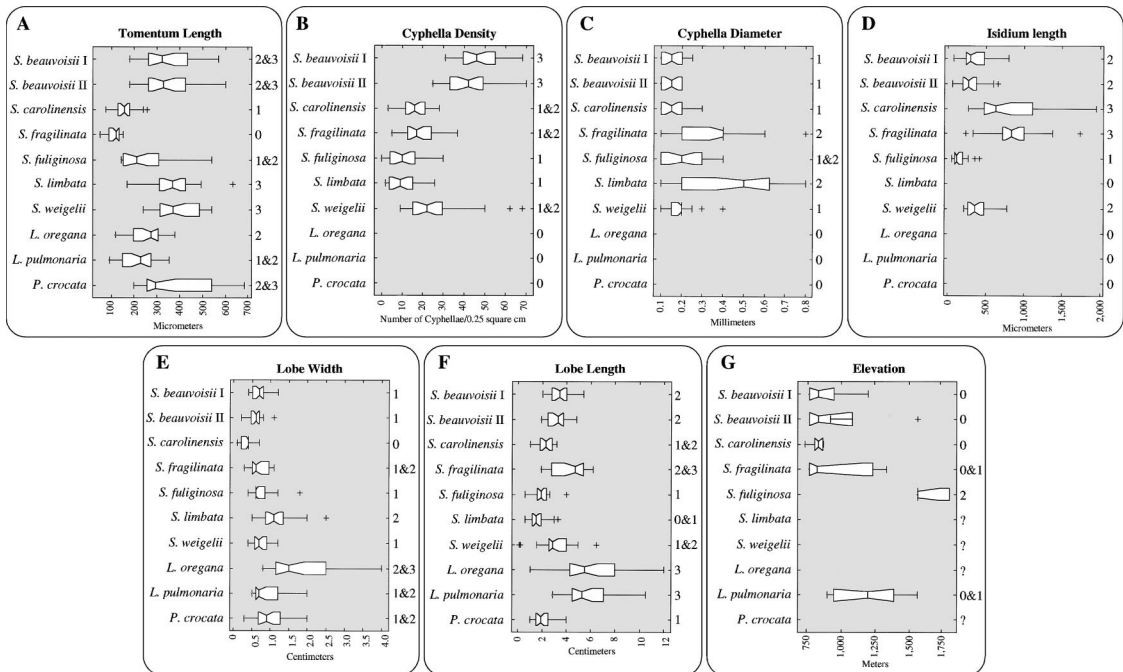 A
Tomentum Length
S. beauvoisii I 2&3
S. beauvoisii II 2&3
S. carolinensis 1
S. fragilinata 0
S. fuliginosa 1&2
S. limbata 3
S. weigelii 3
L. oregana 2
L. pulmonaria 1&2
P. crocata 2&3
100 200 300 400 500 600 700
Micrometers
B
Cyphella Density
S. beauvoisii I 3
S. beauvoisii II 3
S. carolinensis 1&2
S. fragilinata 1&2
S. fuliginosa 1
S. limbata 1
S. weigelii 1&2
L. oregana 0
L. pulmonaria 0
P. crocata 0
0 10 20 30 40 50 60 70
Number of Cyphellae/0.25 square cm
C
Cyphella Diameter
S. beauvoisii I 1
S. beauvoisii II 1
S. carolinensis 1
S. fragilinata 2
S. fuliginosa 1&2
S. limbata 2
S. weigelii 1
L. oregana 0
L. pulmonaria 0
P. crocata 0
0.1 0.2 0.3 0.4 0.5 0.6 0.7 0.8
Millimeters
D
Isidium length
S. beauvoisii I 2
S. beauvoisii II 2
S. carolinensis 3
S. fragilinata 3
S. fuliginosa 1
S. limbata 0
S. weigelii 2
L. oregana 0
L. pulmonaria 0
P. crocata 0
0 500 1,000 1,500 2,000
Micrometers
E
Lobe Width
S. beauvoisii I 1
S. beauvoisii II 1
S. carolinensis 0
S. fragilinata 1&2
S. fuliginosa 1
S. limbata 2
S. weigelii 1
L. oregana 2&3
L. pulmonaria 1&2
P. crocata 1&2
0 0.5 1.0 1.5 2.0 2.5 3.0 3.5 4.0
Centimeters
F
Lobe Length
S. beauvoisii I 2
S. beauvoisii II 2
S. carolinensis 1&2
S. fragilinata 2&3
S. fuliginosa 1
S. limbata 0&1
S. weigelii 1&2
L. oregana 3
L. pulmonaria 3
P. crocata 1
0 2 4 6 8 10 12
Centimeters
G
Elevation
S. beauvoisii I 0
S. beauvoisii II 0
S. carolinensis 0
S. fragilinata 0&1
S. fuliginosa 2
S. limbata ?
S. weigelii ?
L. oregana ?
L. pulmonaria 0&1
P. crocata ?
750 1,000 1,250 1,500 1,750
Meters